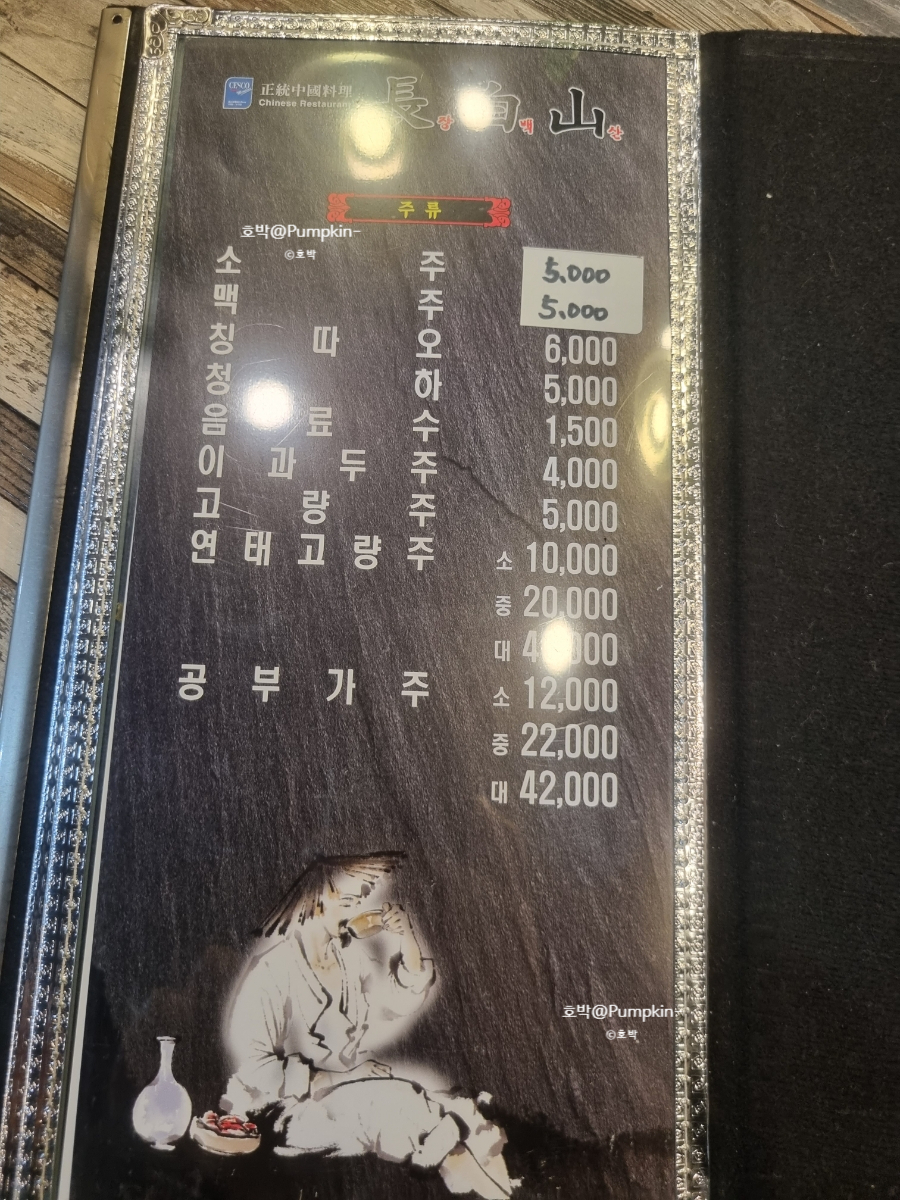 CESCO 正統中國料理
Chinese Restaurant
長 장 白 백 山 산
주류
호박@Pumpkin-
©호박
소 주 5.000
맥 주 5.000
칭 따 오 6,000
청 하 5,000
음 료 수 1,500
이 과 두 주 4,000
고 량 주 5,000
연 태 고 량 주 소 10,000
중 20,000
대
공 부 가 주 소 12,000
중 22,000
대 42,000
호박@Pumpkin-
©호박